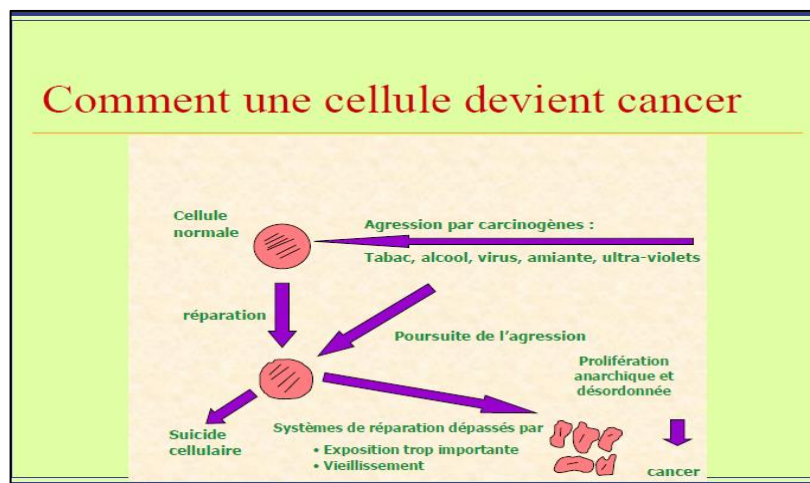 Comment une cellule devient cancer
Cellule
normale
Agression par carcinogènes :
Tabac, alcool, virus, amiante, ultra-violets
réparation
Poursuite de l'agression
Prolifération
anarchique et
désordonnée
Suicide
cellulaire
Systèmes de réparation dépassés par
• Exposition trop importante
• Vieillissement
cancer